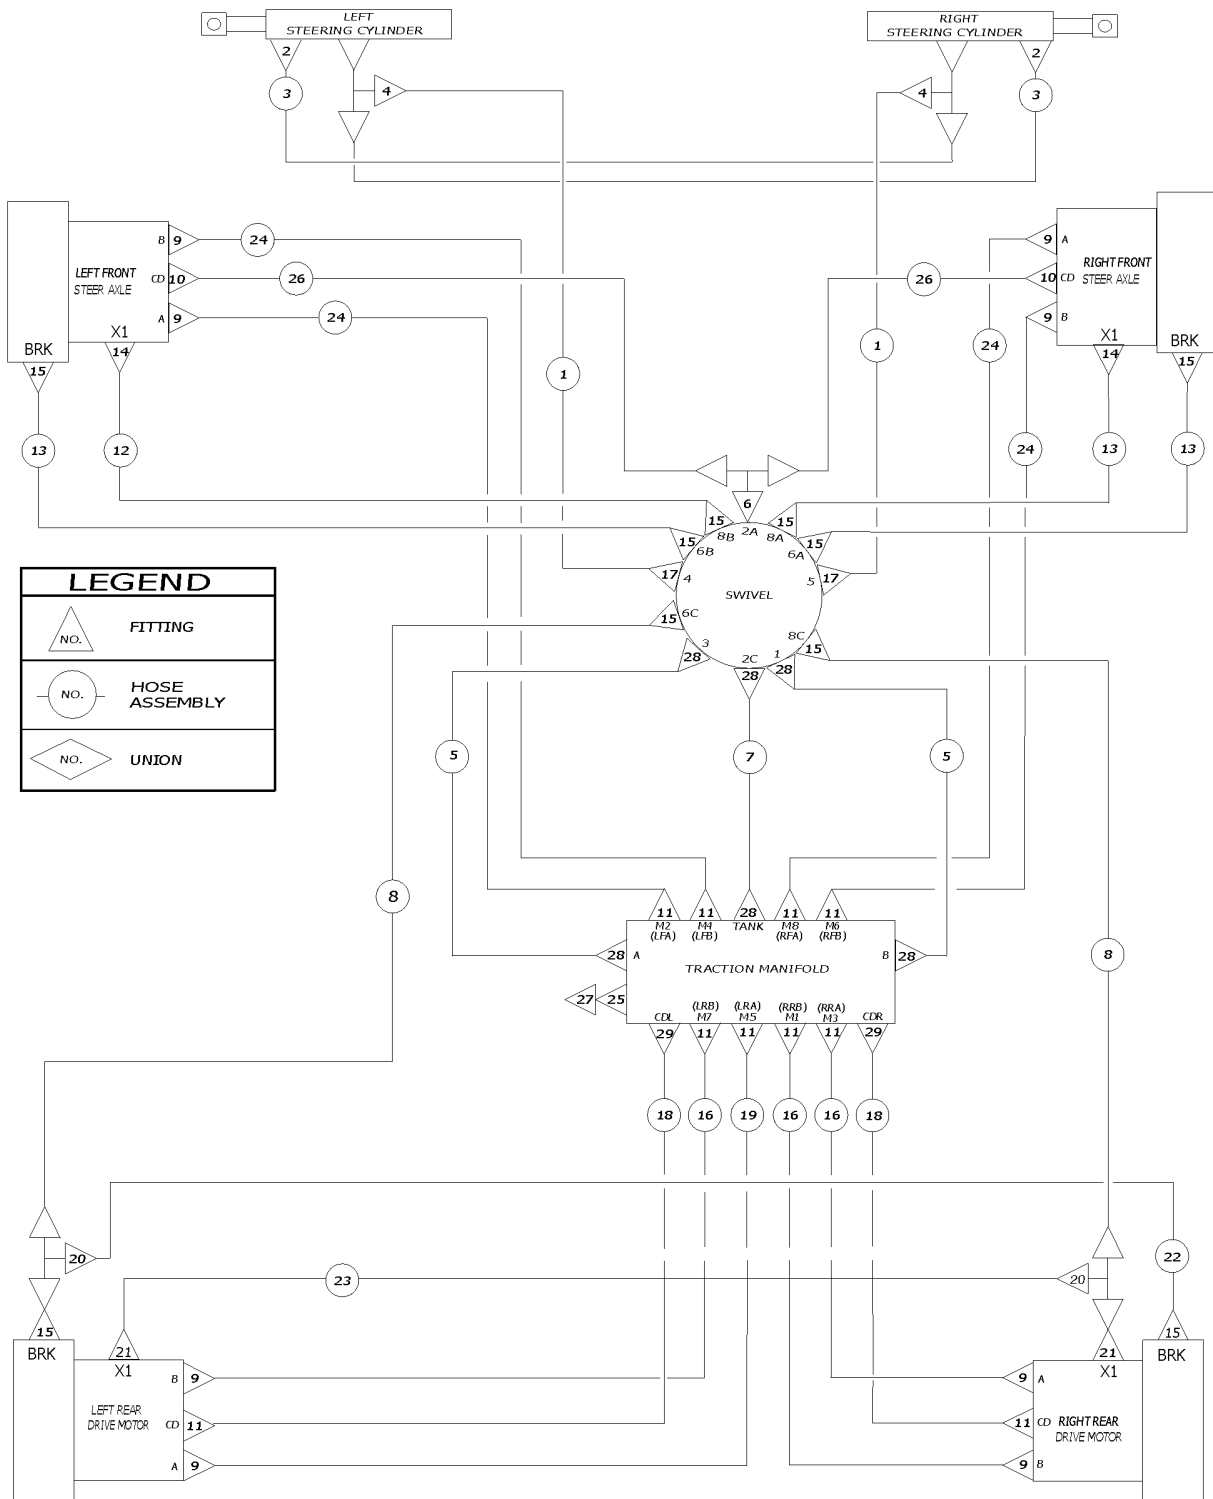 LEFT
STEERING CYLINDER
RIGHT
STEERING CYLINDER
2
2
3
4
4
3
B 9
24
9 A
26
10 CD
LEFT FRONT
STEER AXLE
CD 10
26
RIGHT FRONT
STEER AXLE
A 9
24
9 B
X1
14
X1
14
BRK
15
BRK
15
1
1
24
13
12
24
13
13
6
15
2A
15
8B
8A
15
6B
6A
15
17
4
5
17
SWIVEL
15
6C
3
8C
15
28
2C
1
28
28
LEGEND
NO.
FITTING
NO.
HOSE
ASSEMBLY
NO.
UNION
5
7
5
8
8
11
11
28
11
11
M2
(LFA)
M4
(LFB)
TANK
M8
(RFA)
M6
(RFB)
28 A
B 28
TRACTION MANIFOLD
27
25
CDL
(LRB)
M7
(LRA)
M5
(RRB)
M1
(RRA)
M3
CDR
29
11
11
11
11
29
18
16
19
16
16
18
20
22
23
20
15
BRK
21
X1
21
X1
15
BRK
B 9
9 A
LEFT REAR
DRIVE MOTOR
CD 11
11 CD
RIGHT REAR
DRIVE MOTOR
A 9
9 B